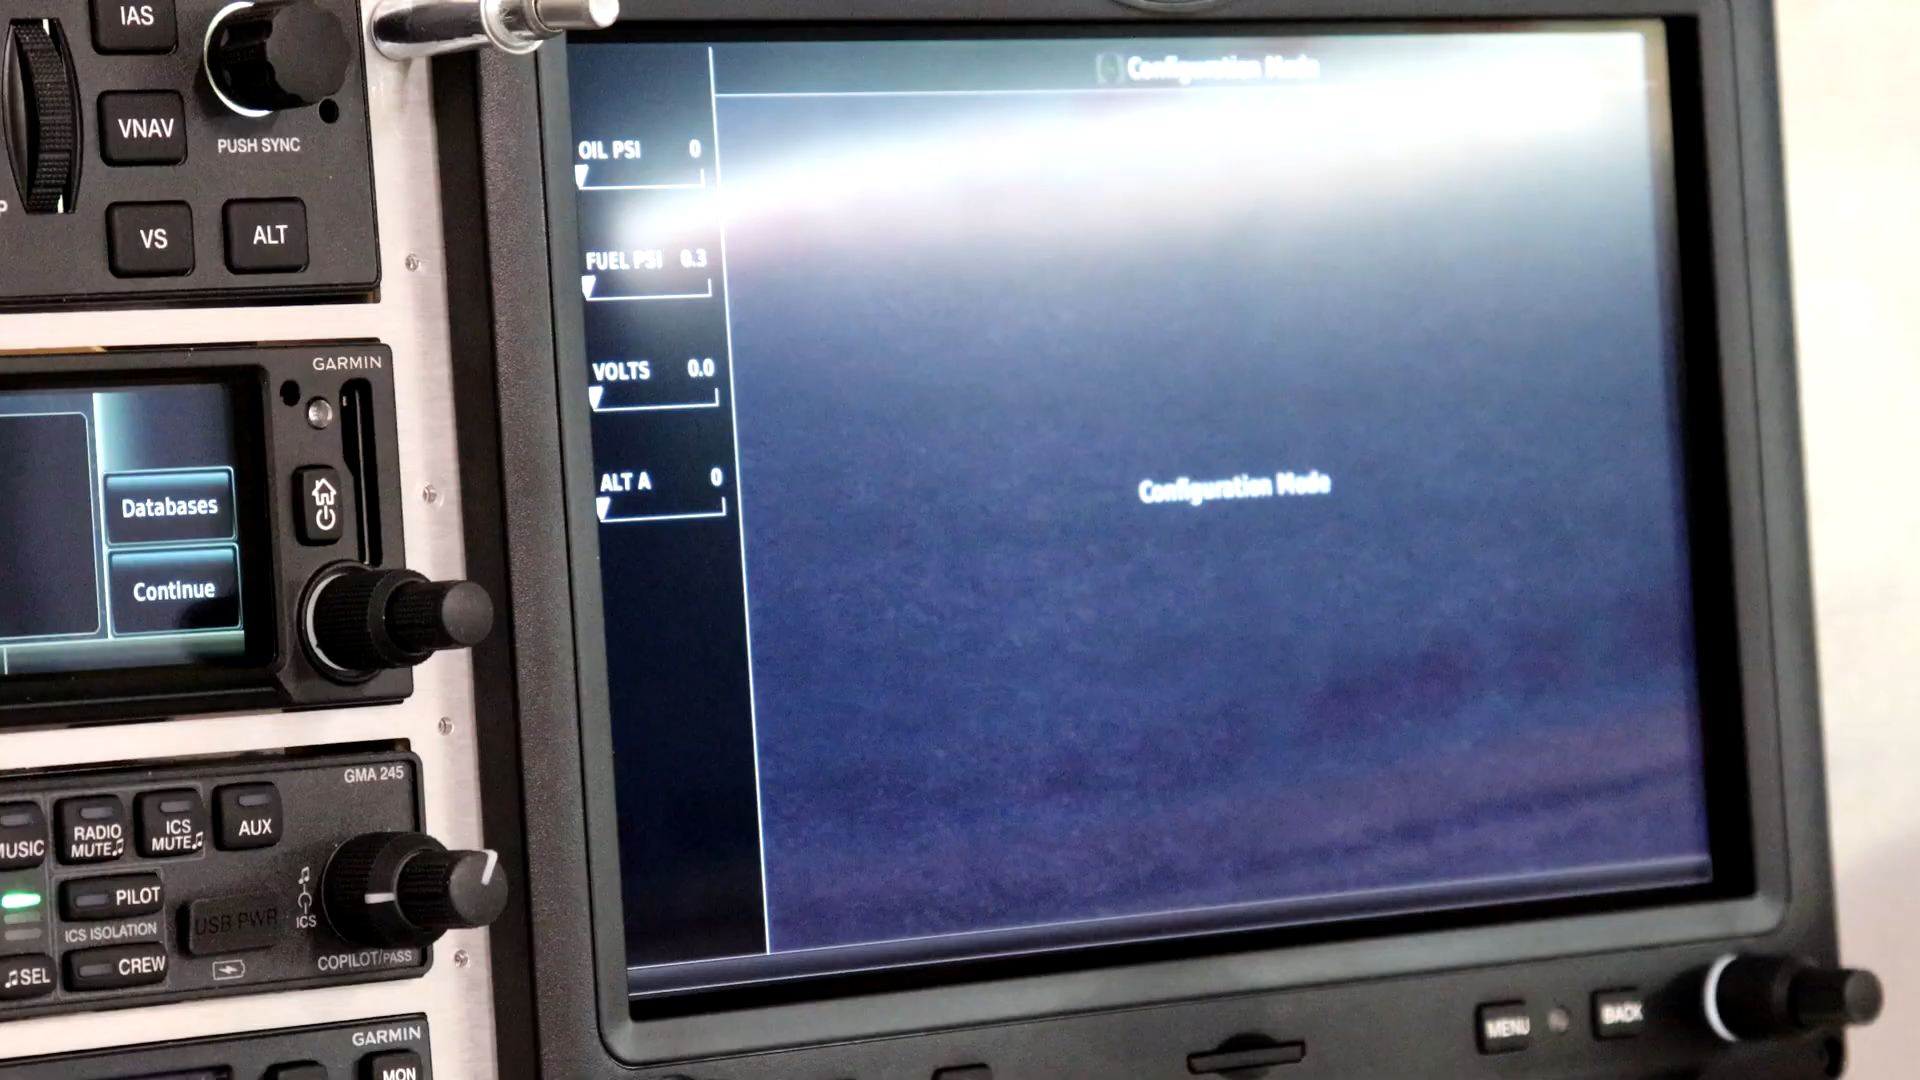 IAS
VNAV
PUSH SYNC
VS
ALT
P
GARMIN
Databases
Continue
GMA 245
MUSIC
RADIO
MUTE
ICS
MUTE
AUX
PILOT
ICS ISOLATION
USB PWR
ICS
SEL
CREW
COPILOT/PASS
GARMIN
MON
Configuration Mode
OIL PSI 0
FUEL PSI 0.3
VOLTS 0.0
ALT A 0
Configuration Mode
MENU
BACK